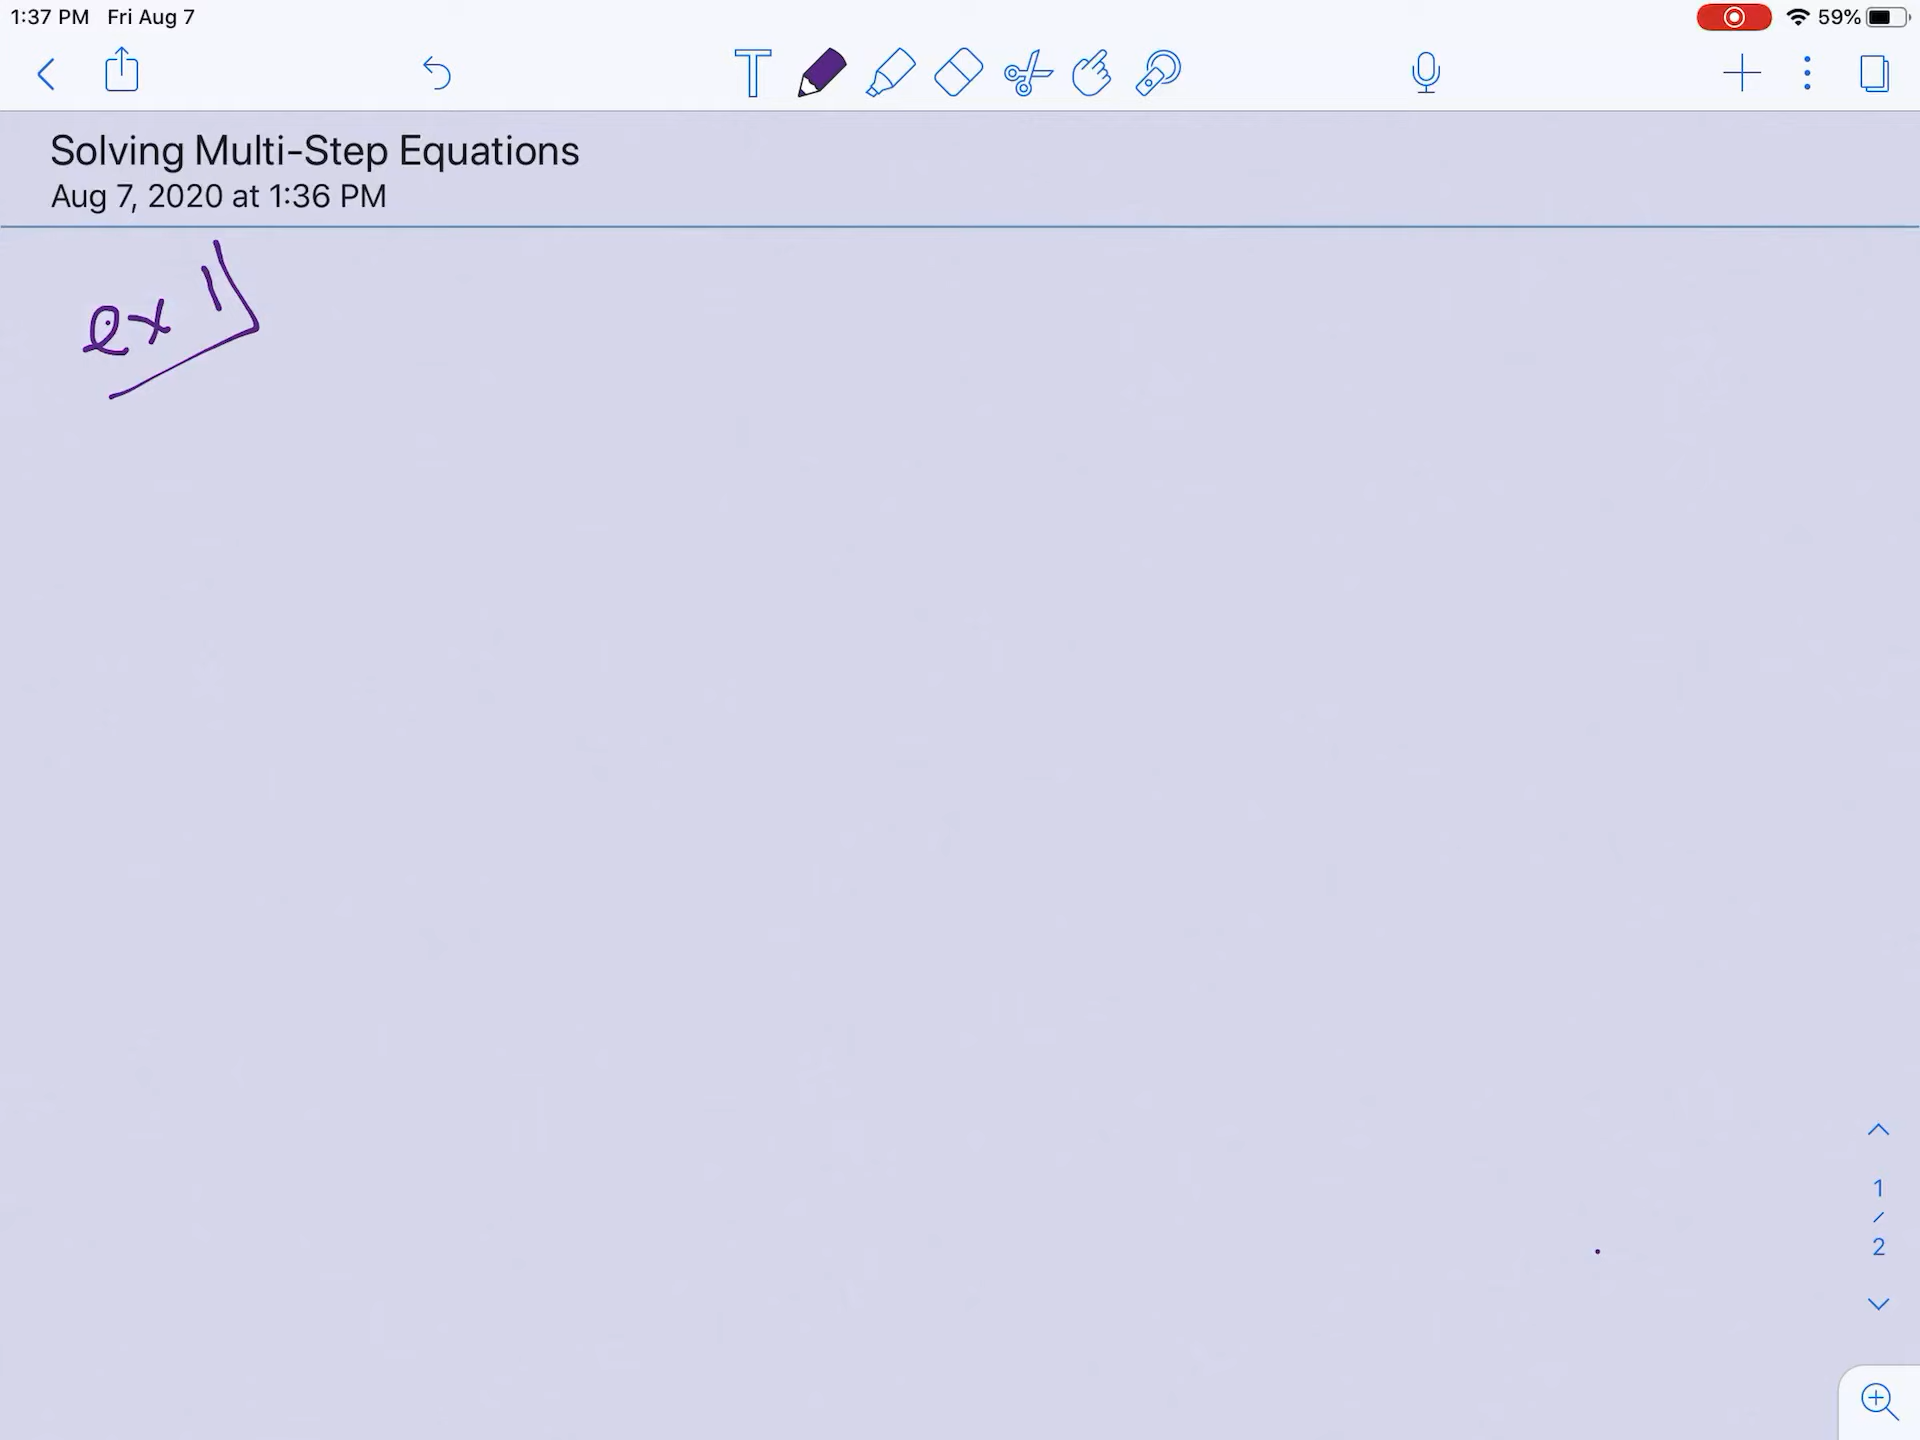 1:37 PM Fri Aug 7
59%
T
Solving Multi-Step Equations
Aug 7, 2020 at 1:36 PM
ex 1
1
/
2